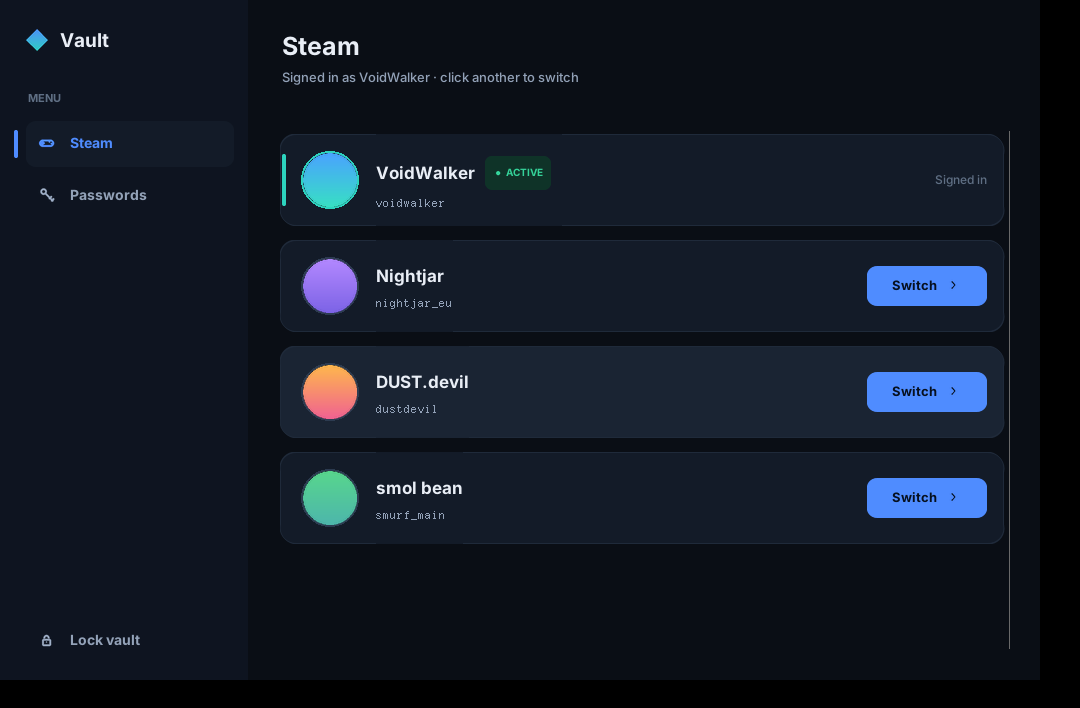 Vault
MENU
Steam
Passwords
Lock vault
Steam
Signed in as VoidWalker · click another to switch
VoidWalker ● ACTIVE
voidwalker
Signed in
Nightjar
nightjar_eu
Switch
DUST.devil
dustdevil
Switch
smol bean
smurf_main
Switch